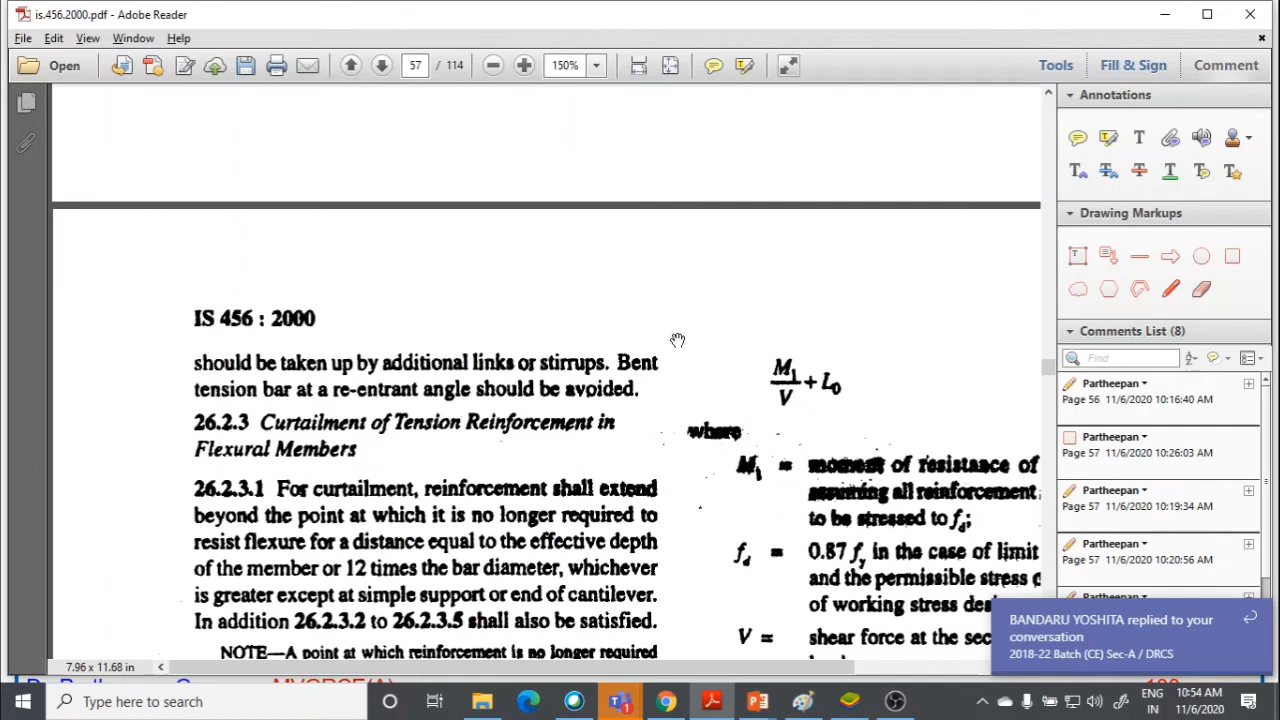 is.456.2000.pdf - Adobe Reader
File Edit View Window Help
Open 57 / 114 150% Tools Fill & Sign Comment
IS 456 : 2000
should be taken up by additional links or stirrups. Bent
tension bar at a re-entrant angle should be avoided.
26.2.3 Curtailment of Tension Reinforcement in
Flexural Members
26.2.3.1 For curtailment, reinforcement shall extend
beyond the point at which it is no longer required to
resist flexure for a distance equal to the effective depth
of the member or 12 times the bar diameter, whichever
is greater except at simple support or end of cantilever.
In addition 26.2.3.2 to 26.2.3.5 shall also be satisfied.
NOTE—A point at which reinforcement is no longer required
M₁
V + L₀
where
M₁ = moment of resistance of
assuming all reinforcement
to be stressed to f_d;
f_d = 0.87 f_y in the case of limit
and the permissible stress
of working stress des
V = shear force at the sec
7.96 x 11.68 in
Annotations
Drawing Markups
Comments List (8)
Find
Partheepan
Page 56 11/6/2020 10:16:40 AM
Partheepan
Page 57 11/6/2020 10:26:03 AM
Partheepan
Page 57 11/6/2020 10:19:34 AM
Partheepan
Page 57 11/6/2020 10:20:56 AM
BANDARU YOSHITA replied to your
conversation
2018-22 Batch (CE) Sec-A / DRCS
Type here to search
ENG
IN
10:54 AM
11/6/2020